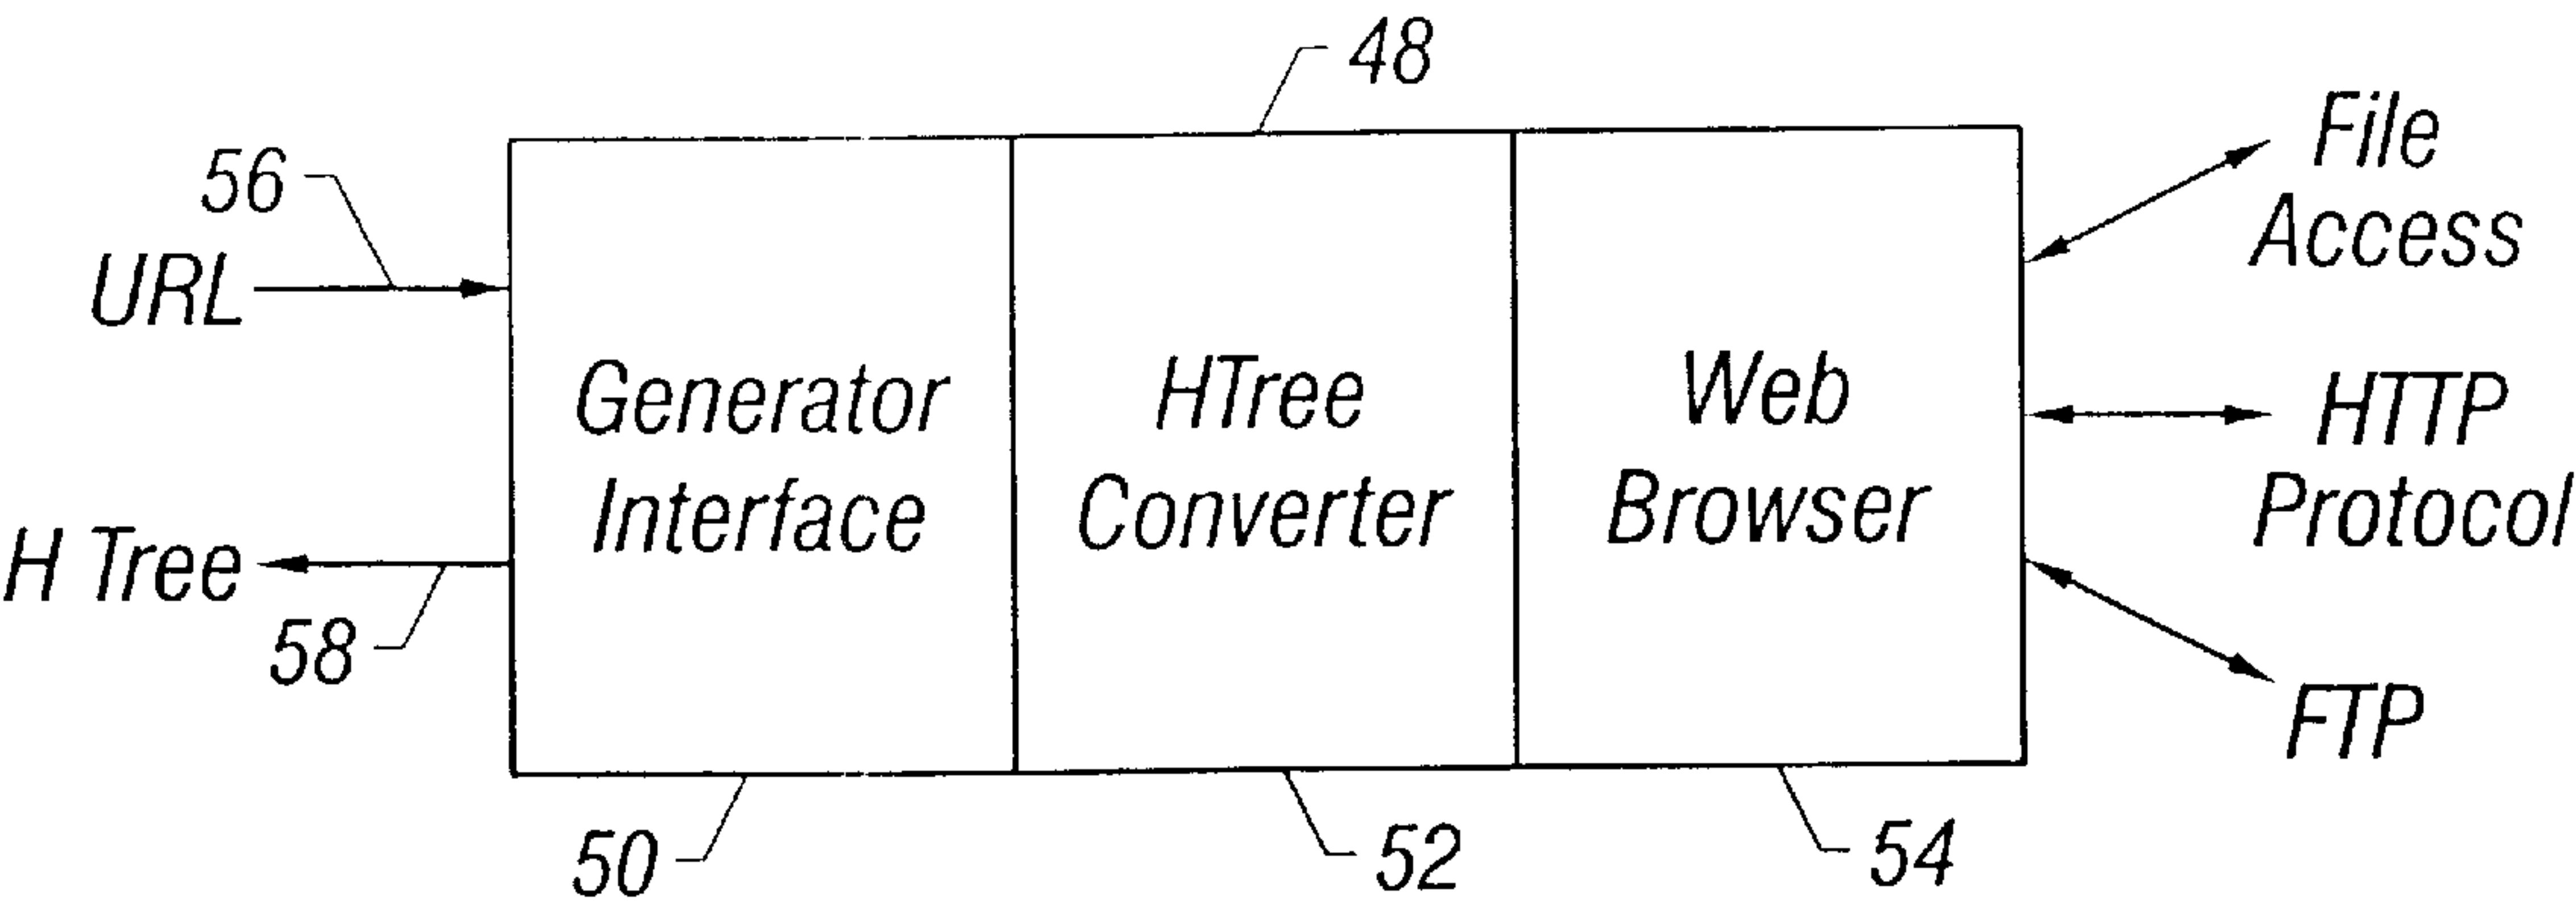 48
56
URL
H Tree
58
Generator
Interface
HTree
Converter
Web
Browser
File
Access
HTTP
Protocol
FTP
50
52
54